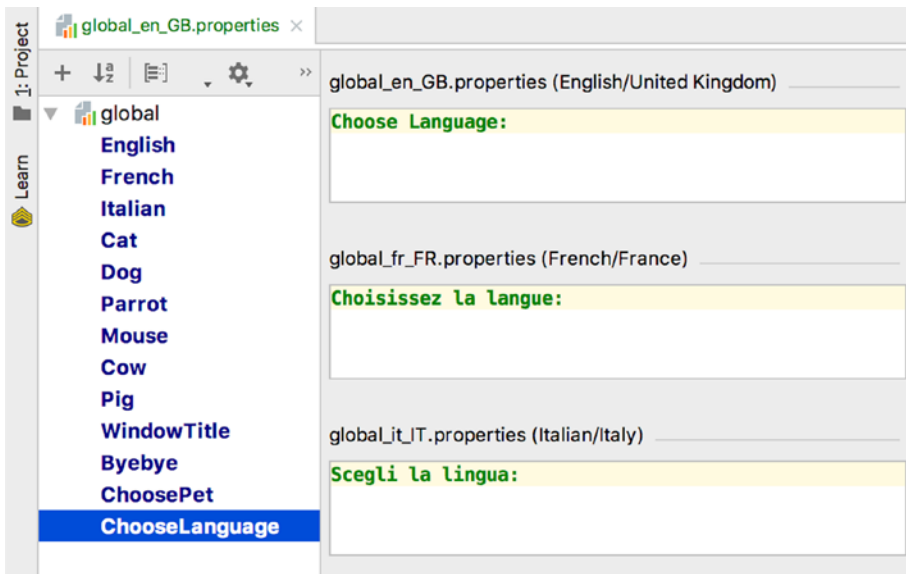 global_en_GB.properties
1: Project
Learn
global
English
French
Italian
Cat
Dog
Parrot
Mouse
Cow
Pig
WindowTitle
Byebye
ChoosePet
ChooseLanguage
global_en_GB.properties (English/United Kingdom)
Choose Language:
global_fr_FR.properties (French/France)
Choisissez la langue:
global_it_IT.properties (Italian/Italy)
Scegli la lingua: